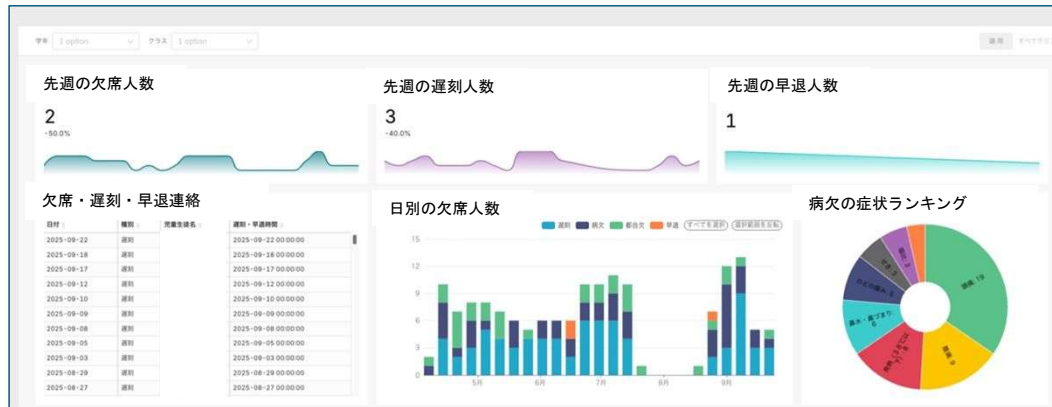 学年 1 option クラス 1 option 適用
先週の欠席人数
2
-50.0%
先週の遅刻人数
3
-40.0%
先週の早退人数
1
欠席・遅刻・早退連絡
日付 種別 児童生徒名 遅刻・早退時間
2025-09-22 遅刻 2025-09-22 00:00:00
2025-09-18 遅刻 2025-09-18 00:00:00
2025-09-17 遅刻 2025-09-17 00:00:00
2025-09-12 遅刻 2025-09-12 00:00:00
2025-09-10 遅刻 2025-09-10 00:00:00
2025-09-09 遅刻 2025-09-09 00:00:00
2025-09-08 遅刻 2025-09-08 00:00:00
2025-09-05 遅刻 2025-09-05 00:00:00
2025-09-03 遅刻 2025-09-03 00:00:00
2025-08-29 遅刻 2025-08-29 00:00:00
2025-08-27 遅刻 2025-08-27 00:00:00
日別の欠席人数
遅刻 病欠 都合欠 早退 すべてを選択 選択範囲を反転
15
12
9
6
3
0
5月 6月 7月 8月 9月
病欠の症状ランキング
頭痛: 19
腹痛: 9
鼻水・鼻づまり: 6
のどの痛み: 5